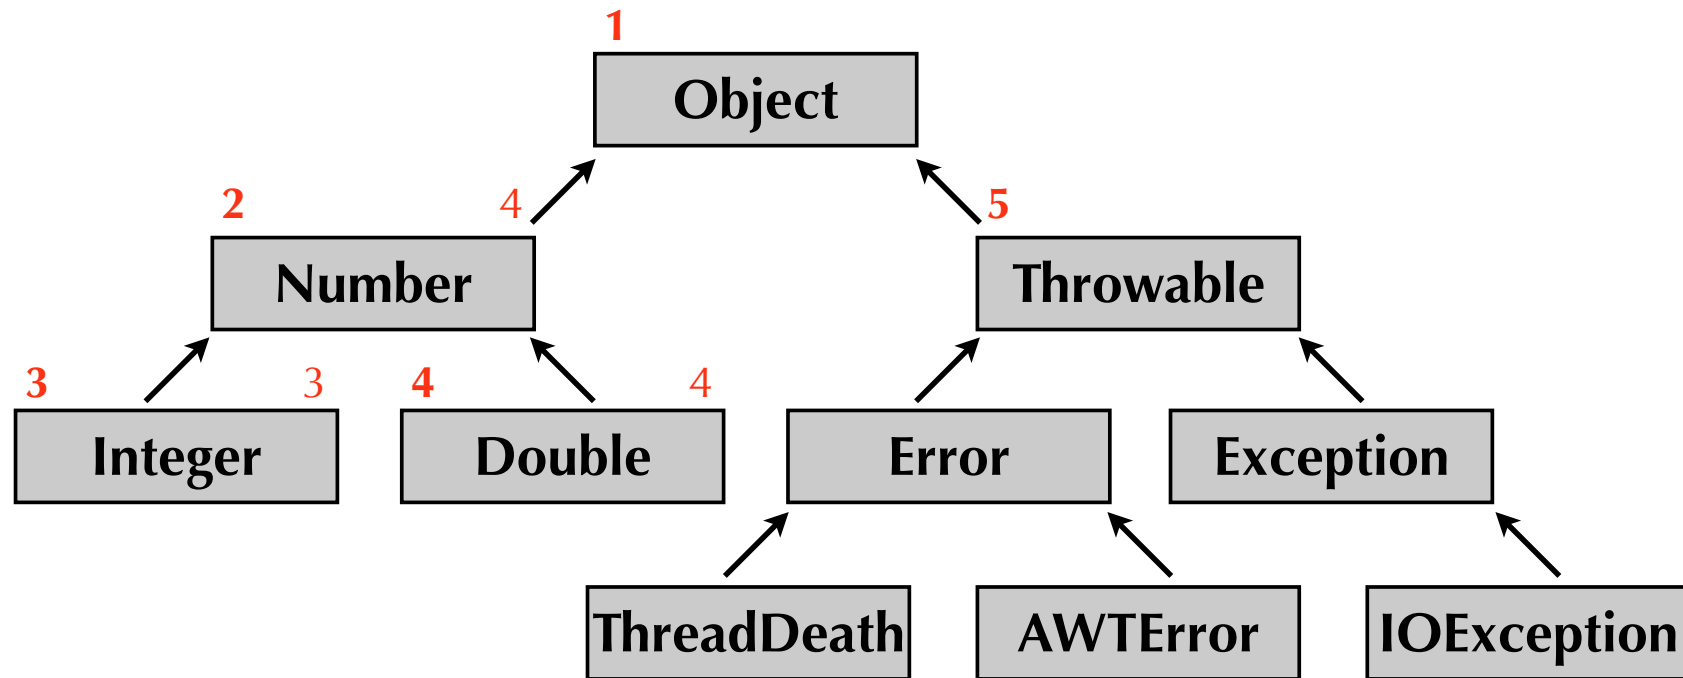 1
Object
2 4 5
Number Throwable
3 3 4 4
Integer Double Error Exception
ThreadDeath AWTError IOException